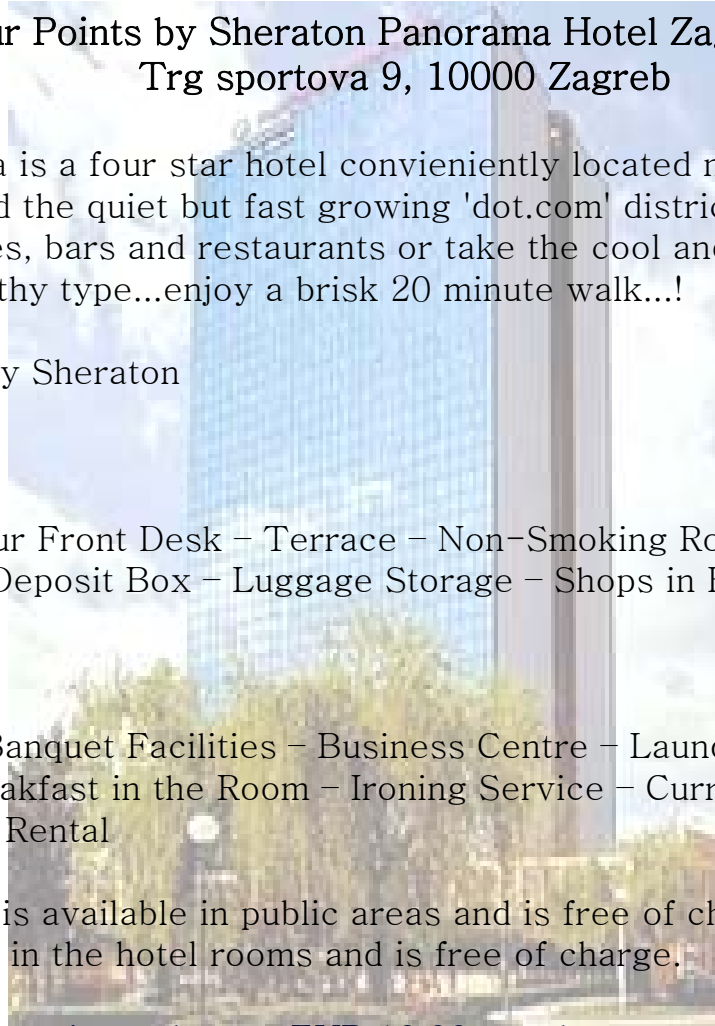 ur Points by Sheraton Panorama Hotel Za
Trg sportova 9, 10000 Zagreb
a is a four star hotel convieniently located
d the quiet but fast growing 'dot.com' distric
es, bars and restaurants or take the cool and
thy type...enjoy a brisk 20 minute walk...!
y Sheraton
ur Front Desk – Terrace – Non-Smoking Ro
Deposit Box – Luggage Storage – Shops in
Banquet Facilities – Business Centre – Laund
akfast in the Room – Ironing Service – Curr
Rental
is available in public areas and is free of ch
in the hotel rooms and is free of charge.